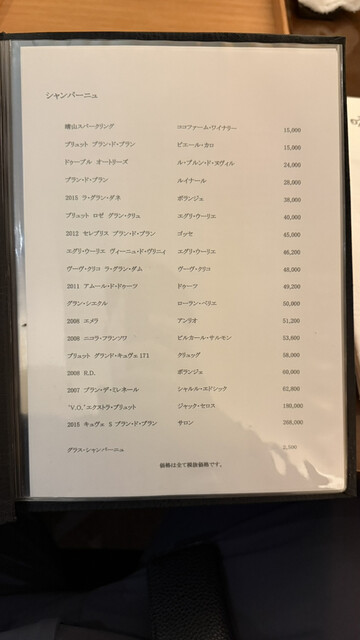 シャンパーニュ
嶺山スパークリング ココファーム・ワイナリー 15,000
ブリュット ブラン・ド・ブラン ピエール・カロ 15,000
ドゥーブル オートリーズ ル・ブルン・ド・ヌヴィル 24,000
ブラン・ド・ブラン ルイナール 28,000
2015 ラ・グラン・ダネ ボランジェ 38,000
ブリュット ロゼ グラン・クリュ エグリ・ウーリエ 40,000
2012 セレブリス ブラン・ド・ブラン ゴッセ 45,000
エグリ・ウーリエ ヴィーニュ・ド・ヴリニィ エグリ・ウーリエ 46,200
ヴーヴ・クリコ ラ・グラン・ダム ヴーヴ・クリコ 48,000
2011 アムール・ド・ドゥーツ ドゥーツ 49,200
グラン・シエクル ローラン・ペリエ 50,000
2008 エメラ アンリオ 51,200
2008 ニコラ・フランソワ ビルカール・サルモン 53,800
ブリュット グランド・キュヴェ 171 クリュッグ 58,000
2008 R.D. ボランジェ 60,000
2007 ブラン・デ・ミレネール シャルル・エドシック 62,800
"V.O."エクストラ・ブリュット ジャック・セロス 180,000
2015 キュヴェ S ブラン・ド・ブラン サロン 268,000
グラス・シャンパーニュ 2,500
価格は全て税抜価格です。